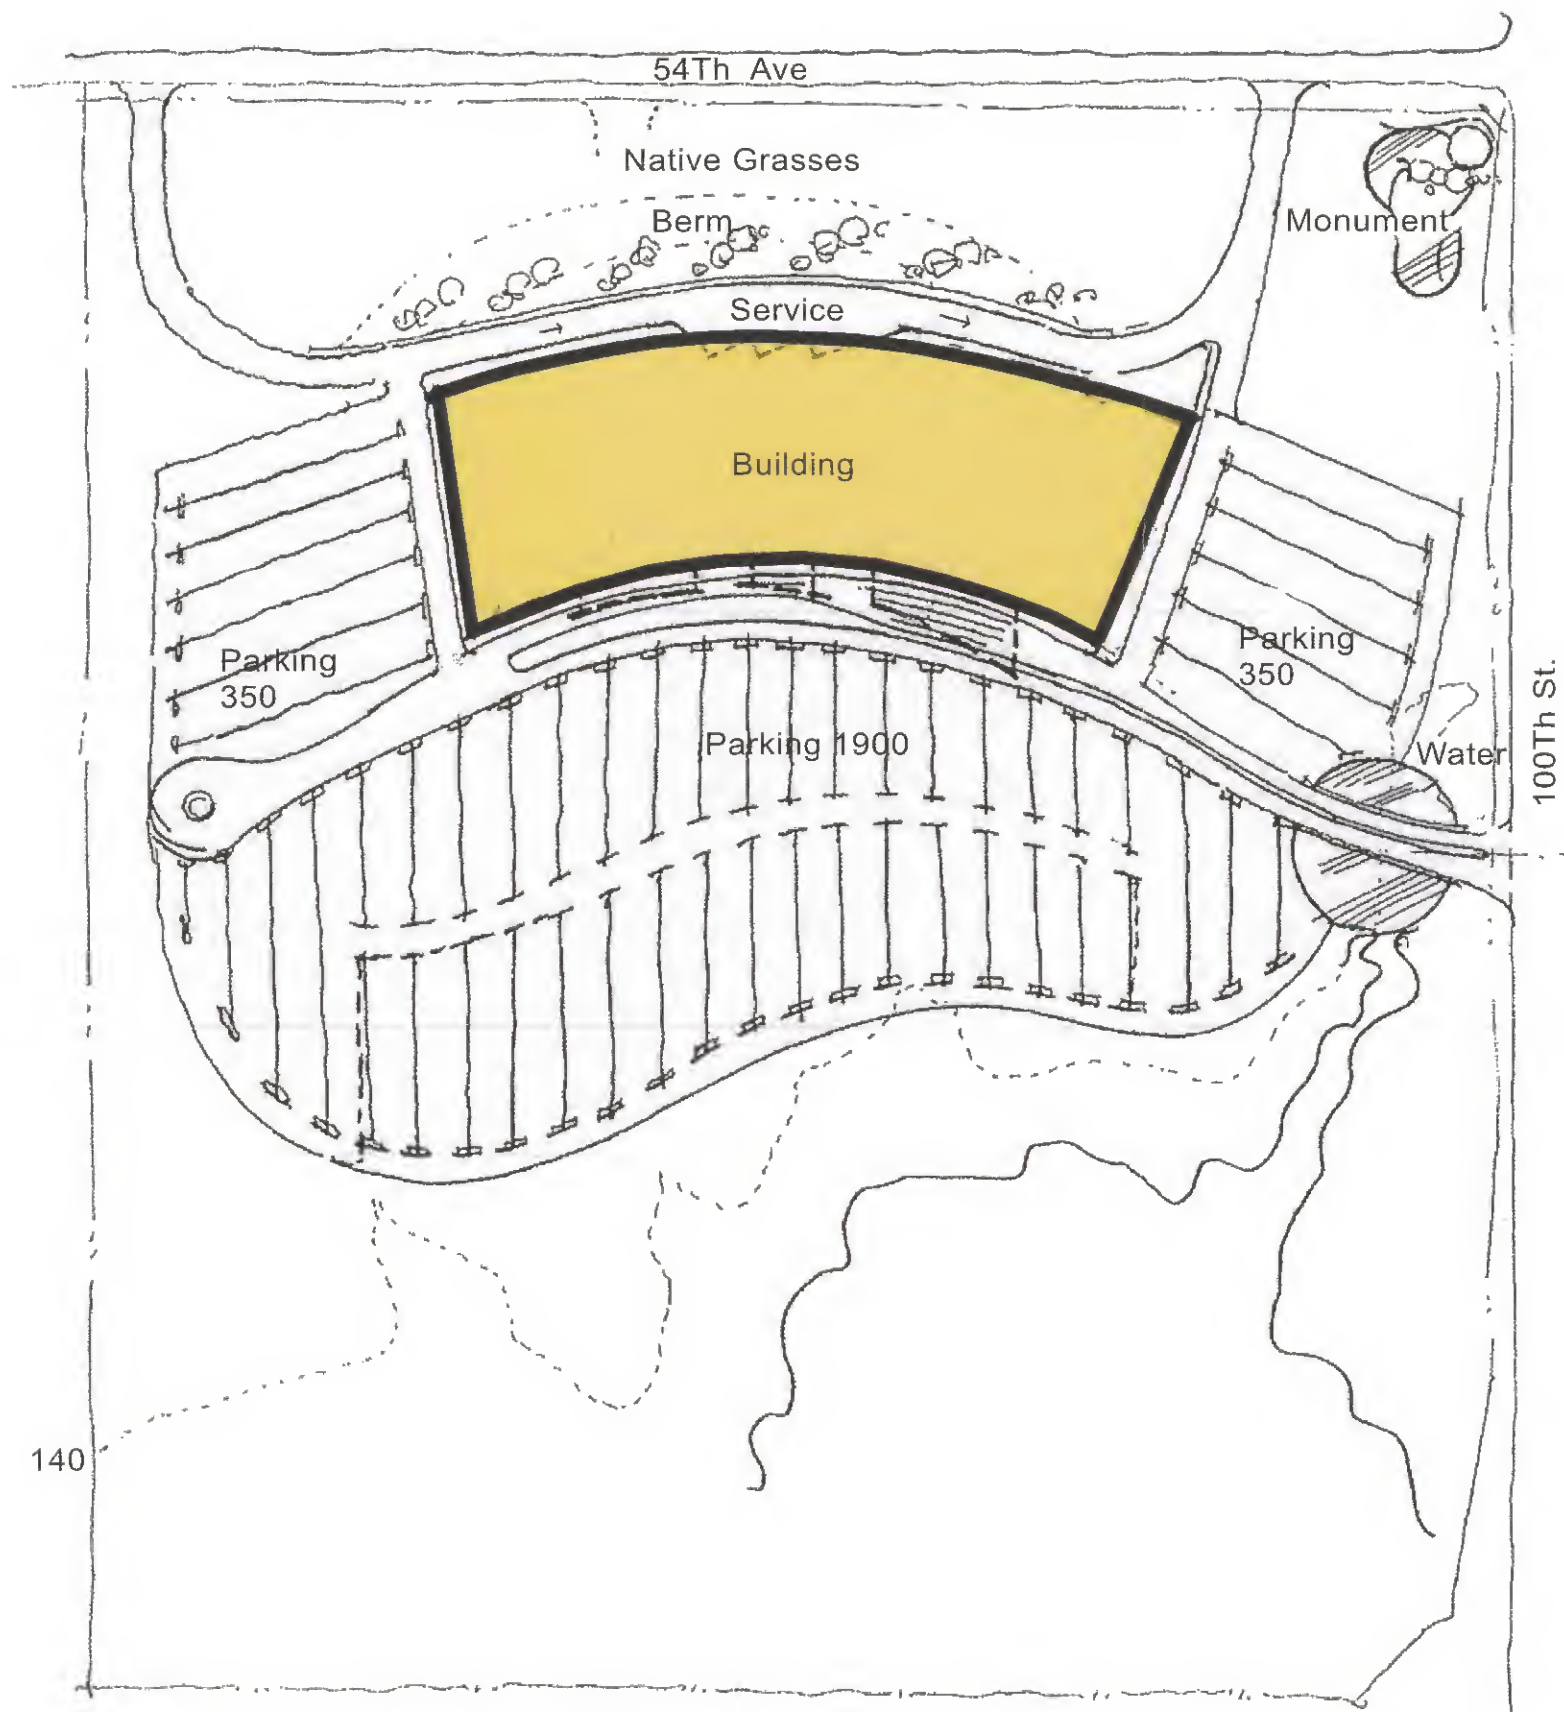 54Th Ave
Native Grasses
Berm
Monument
Service
Building
Parking
350
Parking
350
100Th St.
Parking 1900
Water
140